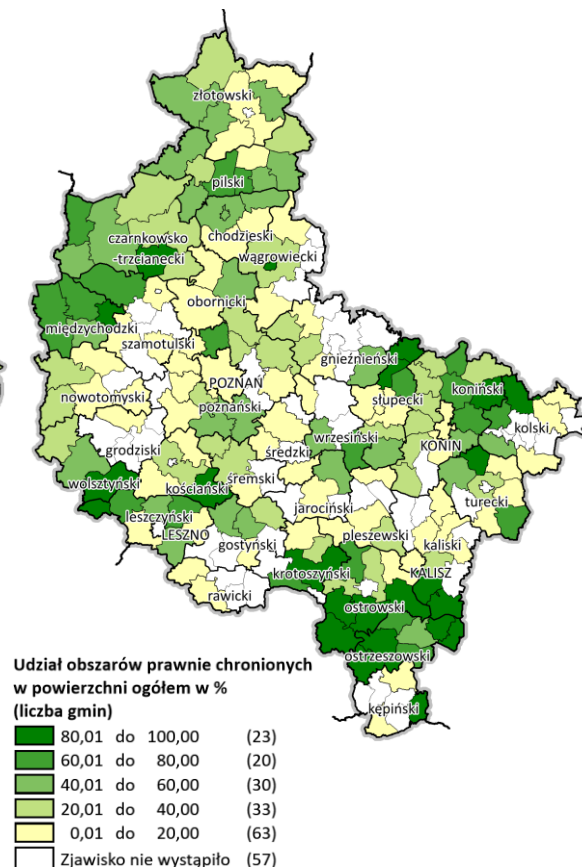 złotowski
pilski
czarnkowsko
-trzcianecki
chodzieski
wągrowiecki
obornicki
międzychodzki
szamotulski
gnieźnieński
POZNAŃ
nowotomyski
poznański
słupecki
koniński
kolski
wrzesiński
KONIN
grodziski
średzki
wolsztyński
kościański
śremski
turecki
leszczyński
LESZNO
jarociński
gostyński
pleszewski
kaliski
krotoszyński
KALISZ
rawicki
ostrowski
ostrzeszowski
kępiński
Udział obszarów prawnie chronionych
w powierzchni ogółem w %
(liczba gmin)
80,01 do 100,00 (23)
60,01 do 80,00 (20)
40,01 do 60,00 (30)
20,01 do 40,00 (33)
0,01 do 20,00 (63)
Zjawisko nie wystąpiło (57)